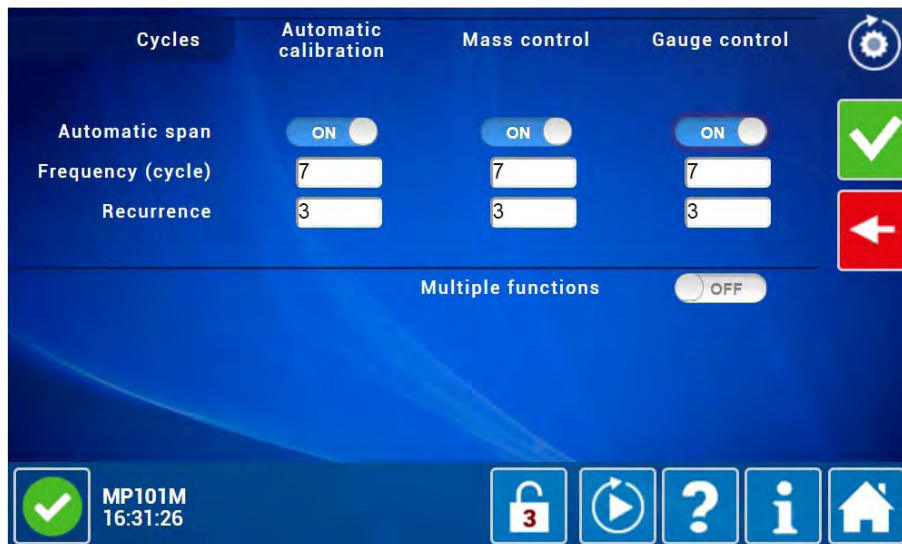 Cycles Automatic calibration Mass control Gauge control
Automatic span ON ON ON
Frequency (cycle) 7 7 7
Recurrence 3 3 3
Multiple functions OFF
MP101M
16:31:26
3 ? i